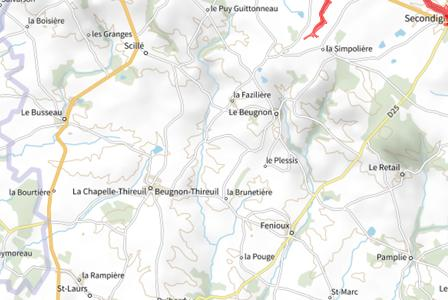 le Puy Guittonneau
la Boisière
les Granges
Secondig
Scillé
la Simpolière
la Fazilière
Le Busseau
Le Beugnon
D25
le Plessis
Le Retail
la Bourtière
La Chapelle-Thireuil
Beugnon-Thireuil
la Brunetière
Fenioux
ymoreau
la Pouge
Pamplie
la Rampière
St-Laurs
St-Marc